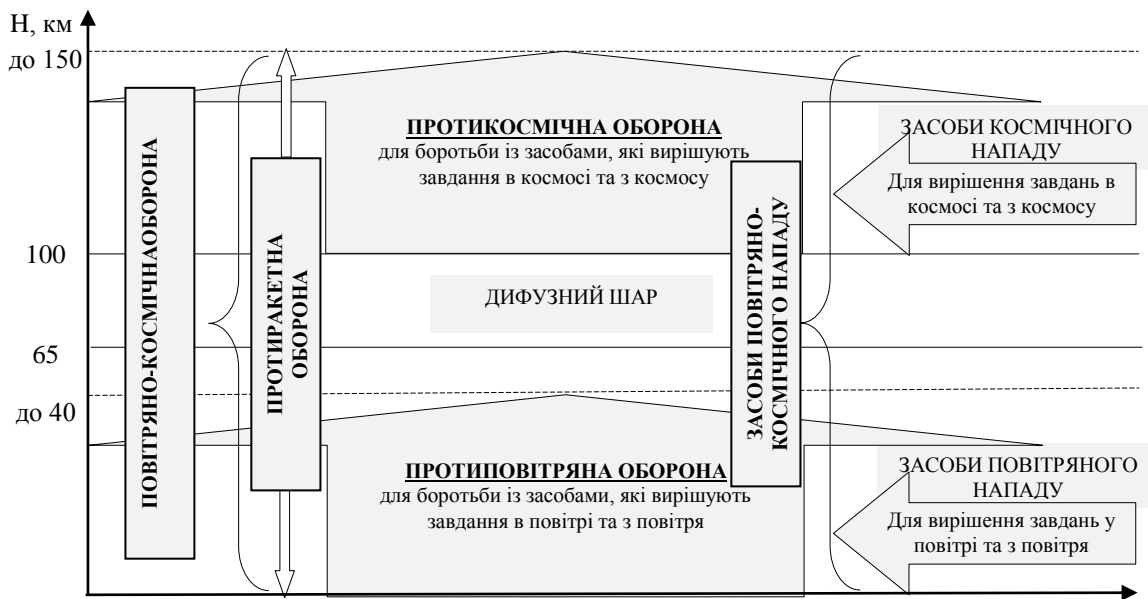 Н, км
до 150
100
65
до 40
ПОВІТРЯНО-КОСМІЧНАОБОРОНА
ПРОТИРАКЕТНА
ОБОРОНА
ПРОТИКОСМІЧНА ОБОРОНА
для боротьби із засобами, які вирішують
завдання в космосі та з космосу
ДИФУЗНИЙ ШАР
ПРОТИПОВІТРЯНА ОБОРОНА
для боротьби із засобами, які вирішують
завдання в повітрі та з повітря
ЗАСОБИ ПОВІТРЯНО-
КОСМІЧНОГО НАПАДУ
ЗАСОБИ КОСМІЧНОГО
НАПАДУ
Для вирішення завдань в
космосі та з космосу
ЗАСОБИ ПОВІТРЯНОГО
НАПАДУ
Для вирішення завдань у
повітрі та з повітря